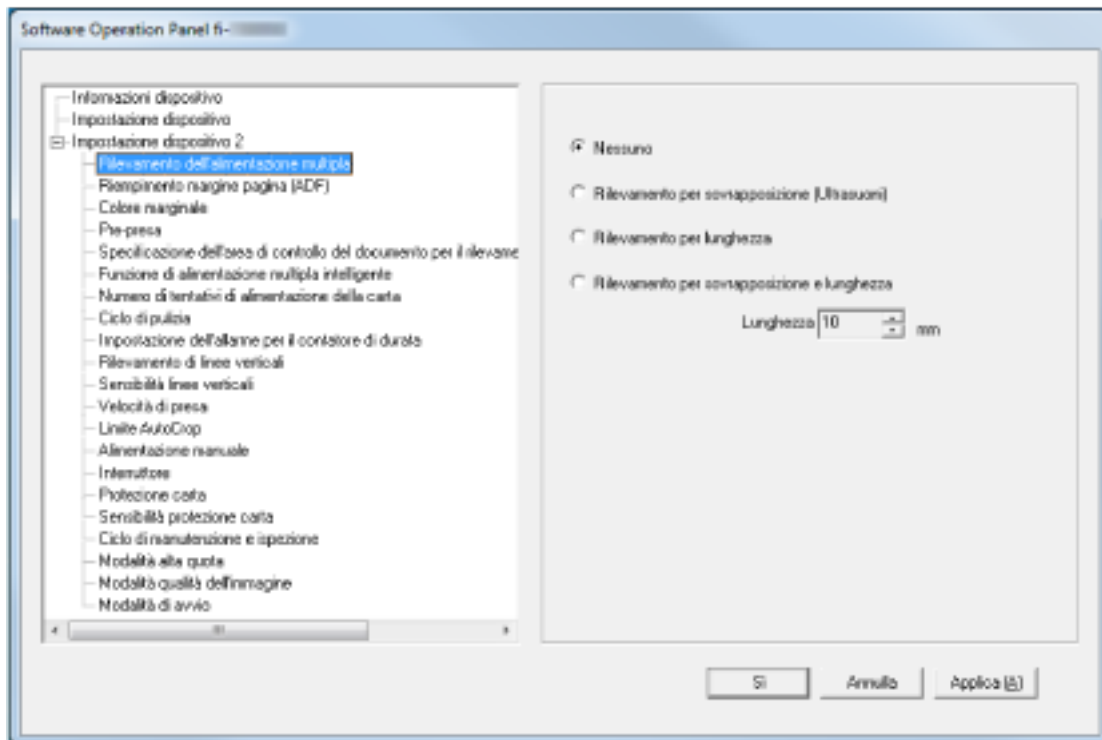 Software Operation Panel fi-
Informazioni dispositivo
Impostazione dispositivo
Impostazione dispositivo 2
Rilevamento dell'alimentazione multipla
Riempimento margine pagina (ADF)
Colore marginale
Pre-presa
Specificazione dell'area di controllo del documento per il rilevame
Funzione di alimentazione multipla intelligente
Numero di tentativi di alimentazione della carta
Ciclo di pulizia
Impostazione dell'allarme per il contatore di durata
Rilevamento di linee verticali
Sensibilità linee verticali
Velocità di presa
Limite AutoCrop
Alimentazione manuale
Interruttore
Protezione carta
Sensibilità protezione carta
Ciclo di manutenzione e ispezione
Modalità alta quota
Modalità qualità dell'immagine
Modalità di avvio
Nessuno
Rilevamento per sovrapposizione (Ultrasuoni)
Rilevamento per lunghezza
Rilevamento per sovrapposizione e lunghezza
Lunghezza 10 mm
Sì Annulla Applica (A)